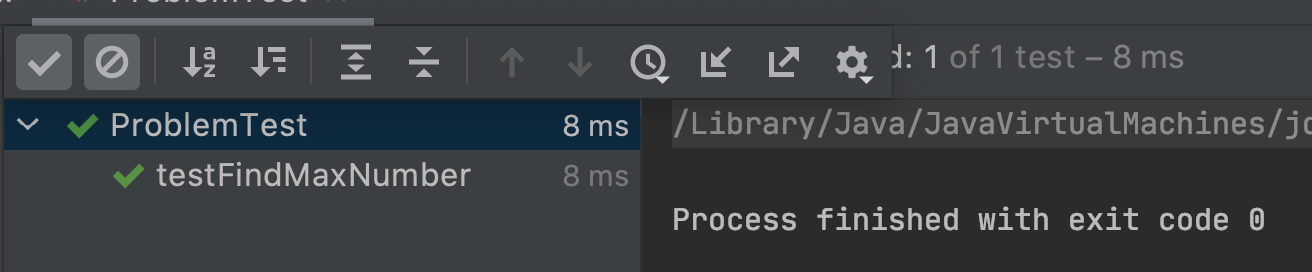 ProblemTest
d: 1 of 1 test – 8 ms
ProblemTest 8 ms
testFindMaxNumber 8 ms
/Library/Java/JavaVirtualMachines/jd
Process finished with exit code 0